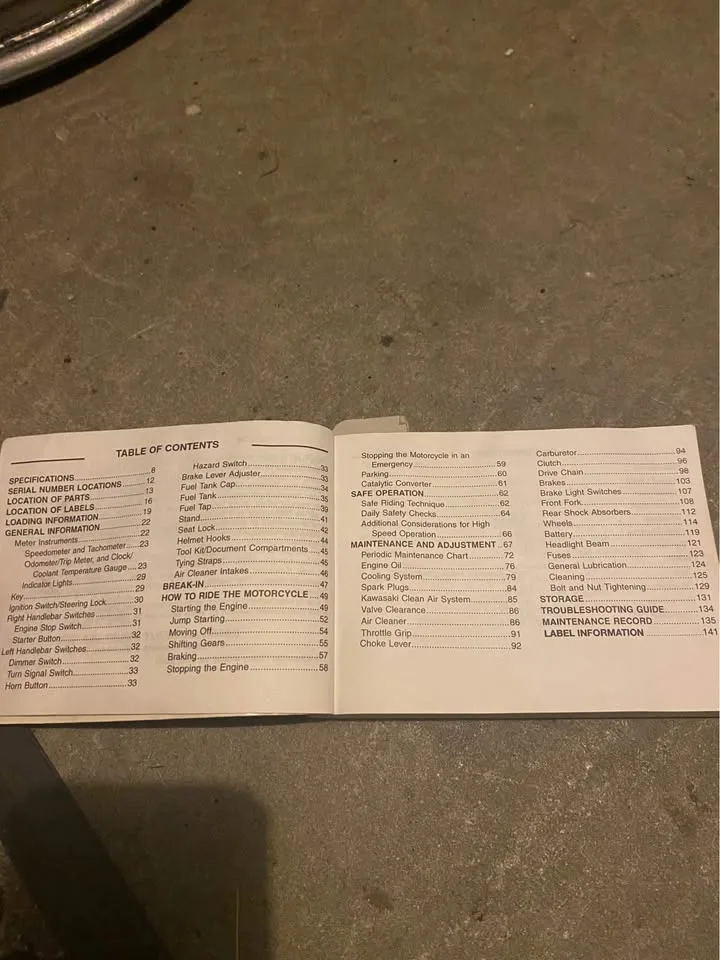 TABLE OF CONTENTS
SPECIFICATIONS 8
SERIAL NUMBER LOCATIONS 12
LOCATION OF PARTS 13
LOCATION OF LABELS 16
LOADING INFORMATION 19
GENERAL INFORMATION 22
Meter Instruments 22
Speedometer and Tachometer 23
Odometer/Trip Meter, and Clock/
Coolant Temperature Gauge 23
Indicator Lights 29
Key 29
Ignition Switch/Steering Lock 30
Right Handlebar Switches 31
Engine Stop Switch 31
Starter Button 32
Left Handlebar Switches 32
Dimmer Switch 32
Turn Signal Switch 33
Horn Button 33
Hazard Switch 33
Brake Lever Adjuster 33
Fuel Tank Cap 34
Fuel Tank 35
Fuel Tap 39
Stand 41
Seat Lock 42
Helmet Hooks 44
Tool Kit/Document Compartments 45
Tying Straps 45
Air Cleaner Intakes 46
BREAK-IN 47
HOW TO RIDE THE MOTORCYCLE 49
Starting the Engine 49
Jump Starting 52
Moving Off 54
Shifting Gears 55
Braking 57
Stopping the Engine 58
Stopping the Motorcycle in an
Emergency 59
Parking 60
Catalytic Converter 61
SAFE OPERATION 62
Safe Riding Technique 62
Daily Safety Checks 64
Additional Considerations for High
Speed Operation 66
MAINTENANCE AND ADJUSTMENT 67
Periodic Maintenance Chart 72
Engine Oil 76
Cooling System 79
Spark Plugs 84
Kawasaki Clean Air System 85
Valve Clearance 86
Air Cleaner 86
Throttle Grip 91
Choke Lever 92
Carburetor 94
Clutch 96
Drive Chain 98
Brakes 103
Brake Light Switches 107
Front Fork 108
Rear Shock Absorbers 112
Wheels 114
Battery 119
Headlight Beam 121
Fuses 123
General Lubrication 124
Cleaning 125
Bolt and Nut Tightening 129
STORAGE 131
TROUBLESHOOTING GUIDE 134
MAINTENANCE RECORD 135
LABEL INFORMATION 141